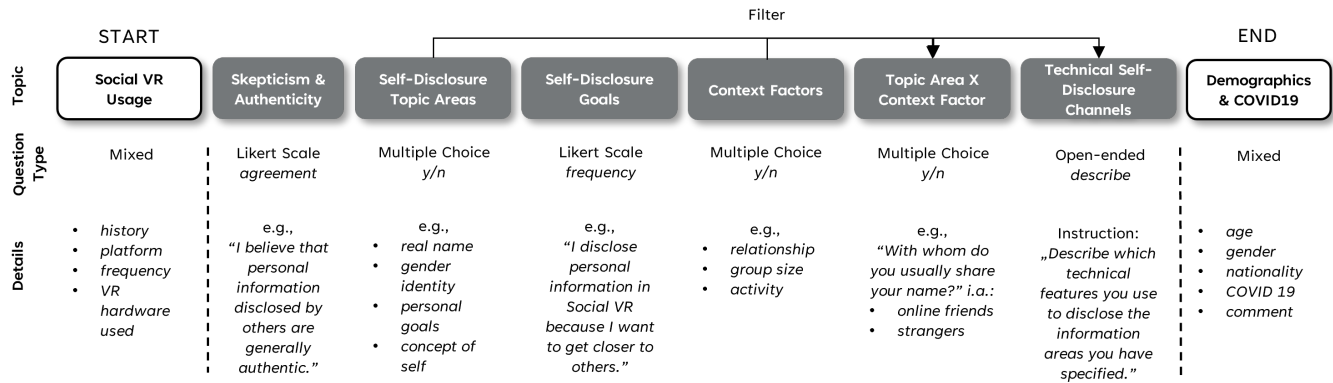 Filter
START
END
Topic
Social VR
Usage
Skepticism &
Authenticity
Self-Disclosure
Topic Areas
Self-Disclosure
Goals
Context Factors
Topic Area X
Context Factor
Technical Self-
Disclosure
Channels
Demographics
& COVID19
Question
Type
Mixed
Likert Scale
agreement
Multiple Choice
y/n
Likert Scale
frequency
Multiple Choice
y/n
Multiple Choice
y/n
Open-ended
describe
Mixed
Details
• history
• platform
• frequency
• VR
hardware
used
e.g.,
“I believe that
personal
information
disclosed by
others are
generally
authentic.”
e.g.,
• real name
• gender
identity
• personal
goals
• concept of
self
e.g.,
“I disclose
personal
information in
Social VR
because I want
to get closer to
others.”
e.g.,
• relationship
• group size
• activity
e.g.,
“With whom do
you usually share
your name?” i.a.:
• online friends
• strangers
Instruction:
„Describe which
technical
features you use
to disclose the
information
areas you have
specified.”
• age
• gender
• nationality
• COVID 19
• comment